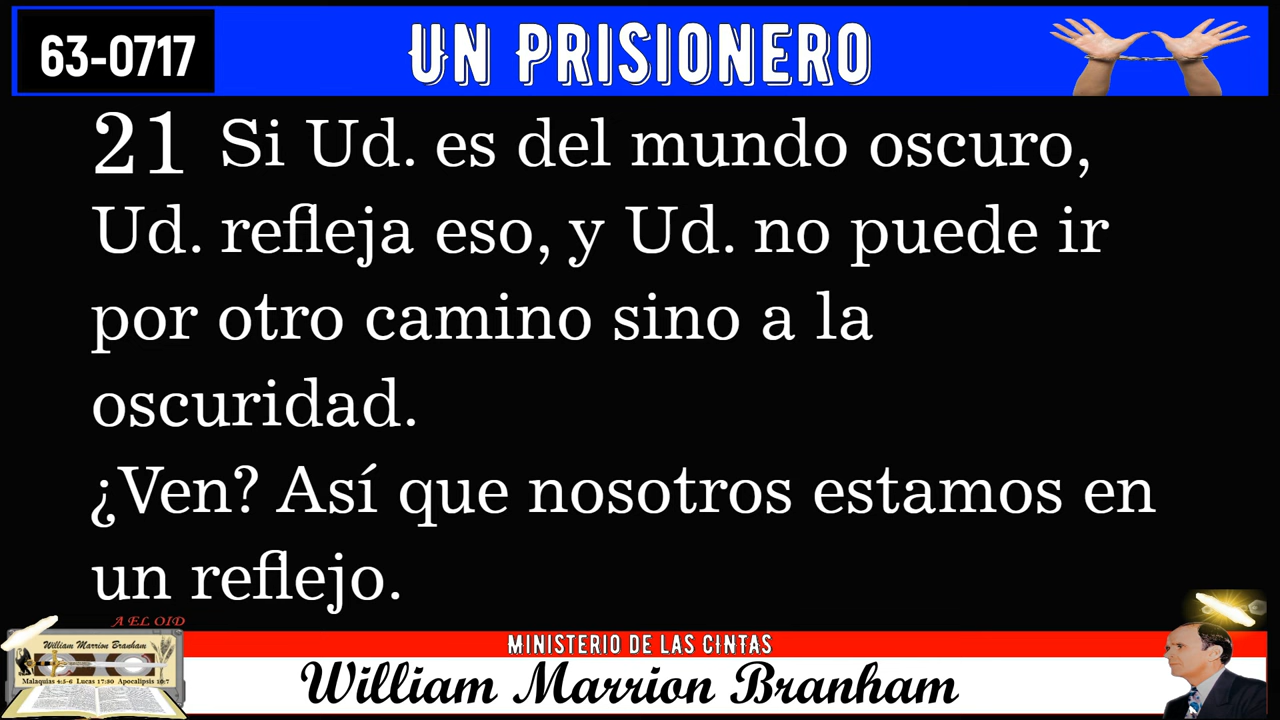 63-0717
UN PRISIONERO
21 Si Ud. es del mundo oscuro,
Ud. refleja eso, y Ud. no puede ir
por otro camino sino a la
oscuridad.
¿Ven? Así que nosotros estamos en
un reflejo.
A EL OID
William Marrion Branham
Malaquias 4:5-6 Lucas 17:30 Apocalipsis 10:7
MINISTERIO DE LAS CINTAS
William Marrion Branham